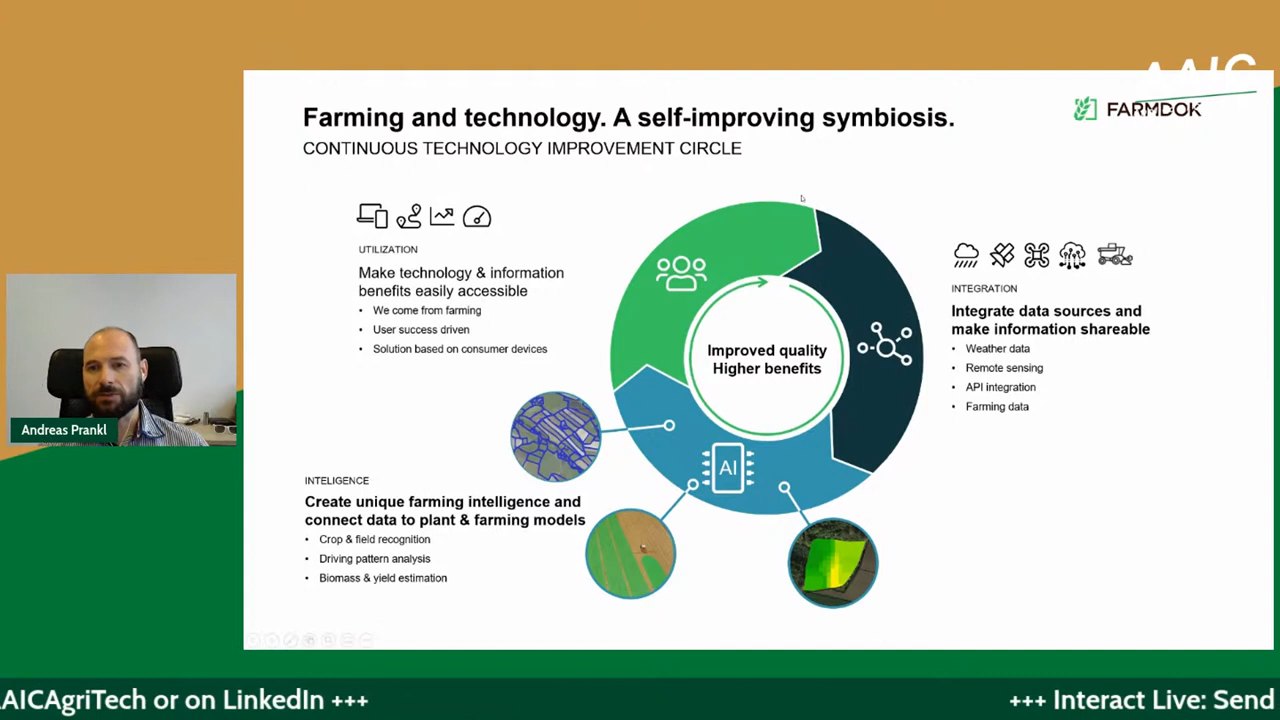 AAIC
Farming and technology. A self-improving symbiosis.
FARMDOK
CONTINUOUS TECHNOLOGY IMPROVEMENT CIRCLE
UTILIZATION
Make technology & information
benefits easily accessible
• We come from farming
• User success driven
• Solution based on consumer devices
INTEGRATION
Integrate data sources and
make information shareable
• Weather data
• Remote sensing
• API integration
• Farming data
Improved quality
Higher benefits
AI
INTELIGENCE
Create unique farming intelligence and
connect data to plant & farming models
• Crop & field recognition
• Driving pattern analysis
• Biomass & yield estimation
Andreas Prankl
AAICAgriTech or on LinkedIn +++ +++ Interact Live: Send